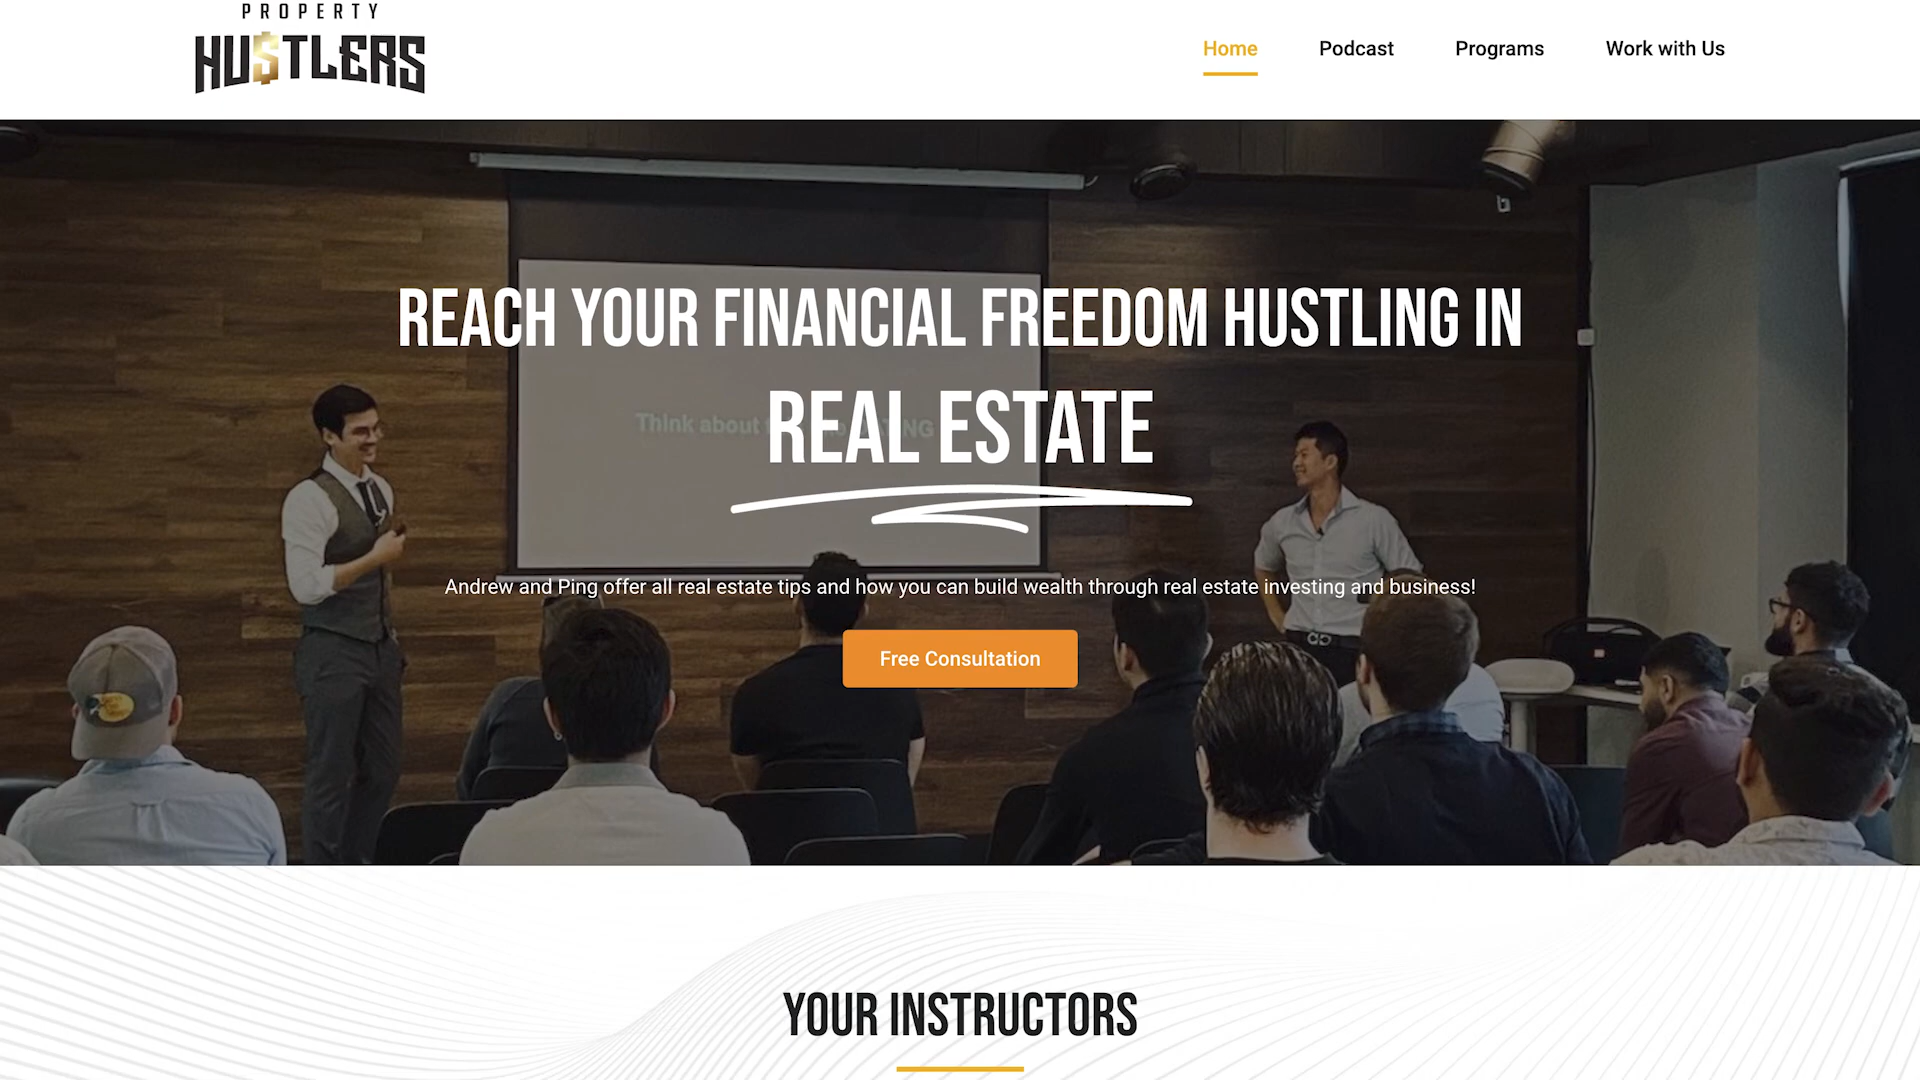 PROPERTY
HU$TLERS
Home
Podcast
Programs
Work with Us
REACH YOUR FINANCIAL FREEDOM HUSTLING IN
Think about
REAL ESTATE
Andrew and Ping offer all real estate tips and how you can build wealth through real estate investing and business!
Free Consultation
YOUR INSTRUCTORS